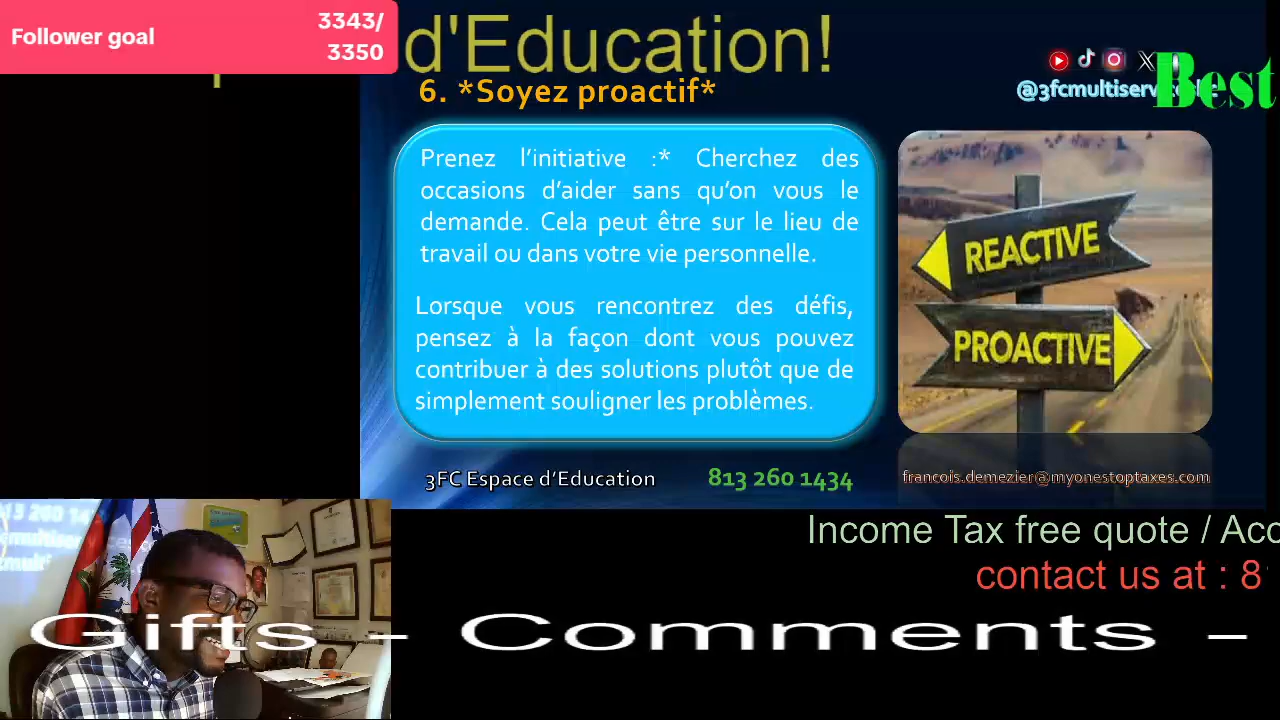 Follower goal
3343/
3350
d'Education!
6. *Soyez proactif*
@3fcmultiserv
Best
Prenez l’initiative :* Cherchez des
occasions d’aider sans qu’on vous le
demande. Cela peut être sur le lieu de
travail ou dans votre vie personnelle.
Lorsque vous rencontrez des défis,
pensez à la façon dont vous pouvez
contribuer à des solutions plutôt que de
simplement souligner les problèmes.
REACTIVE
PROACTIVE
3FC Espace d’Education
813 260 1434
francois.demezier@myonestoptaxes.com
Income Tax free quote / Acc
contact us at : 8
Gifts - Comments -